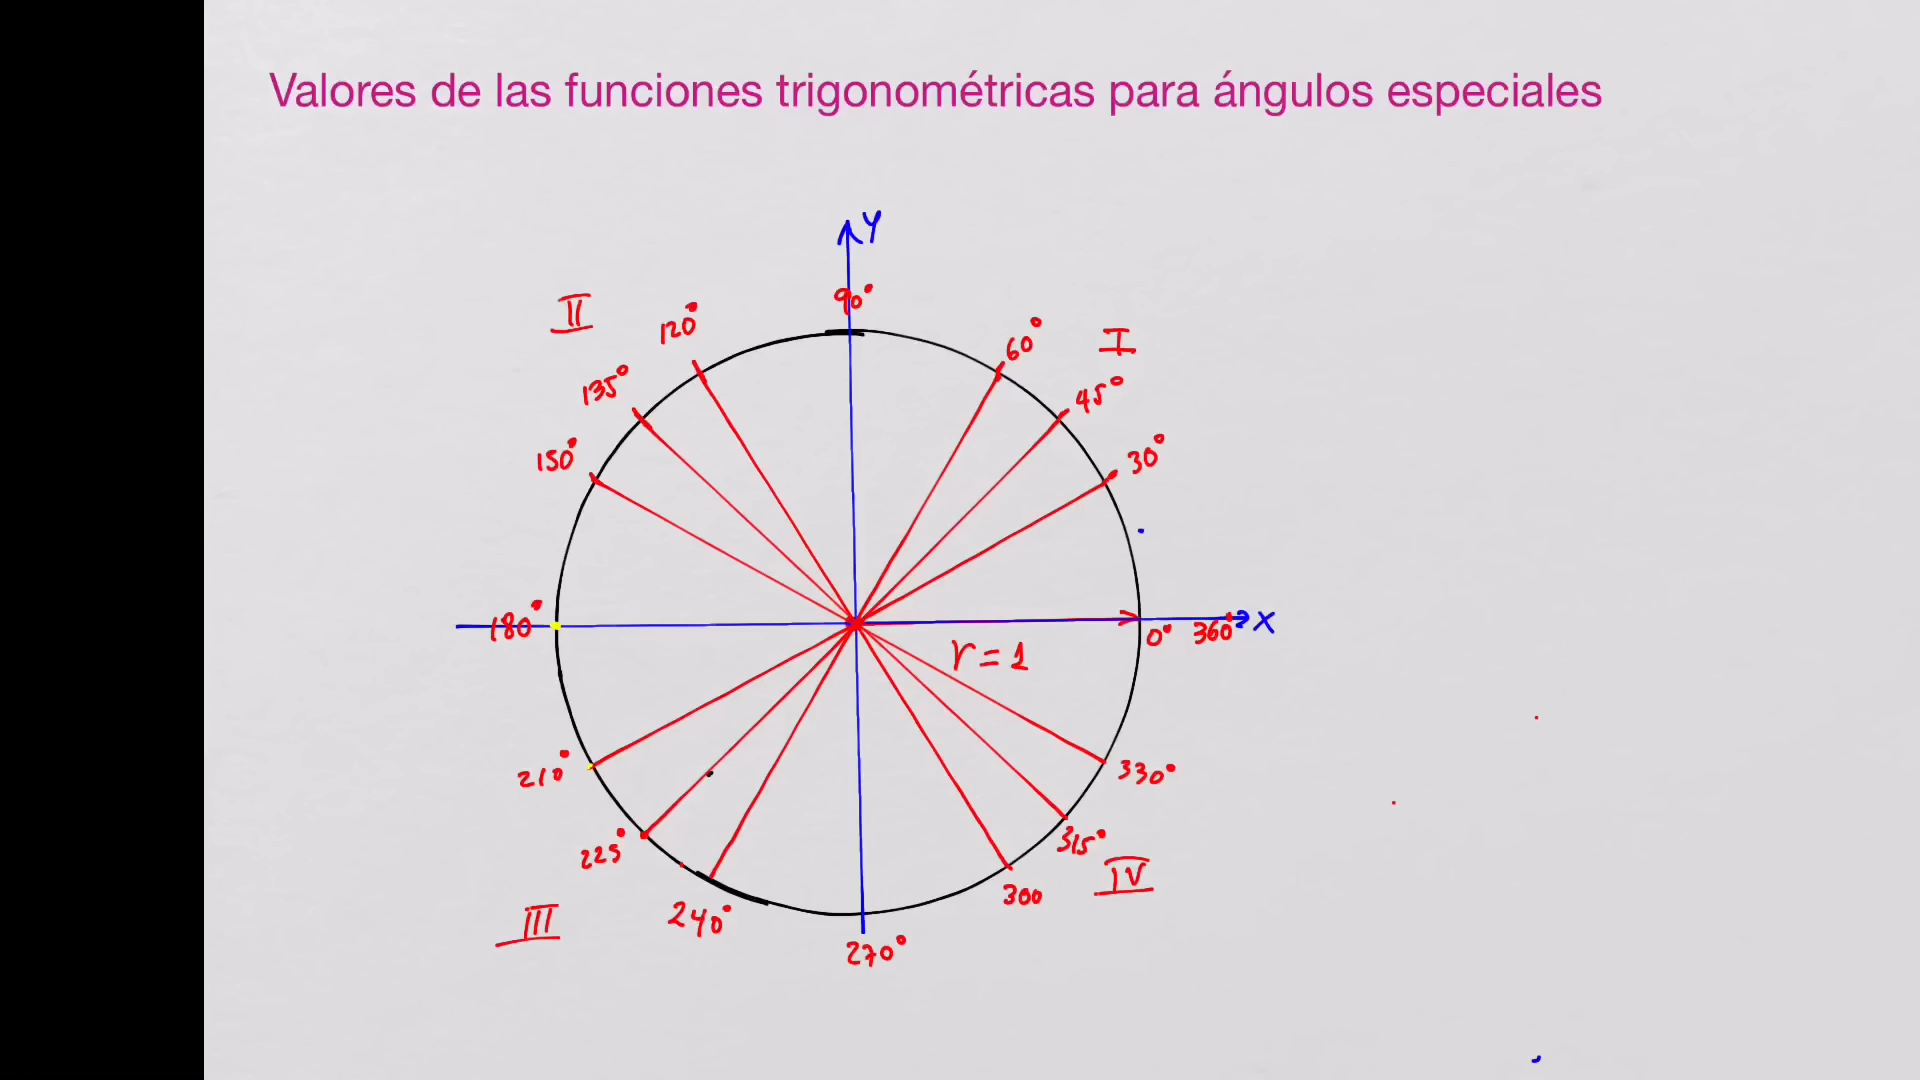 Valores de las funciones trigonométricas para ángulos especiales
Y
90°
II
120°
60°
I
135°
45°
150°
30°
180°
0° 360°
X
r = 1
210°
330°
225°
315°
IV
300
240°
III
270°